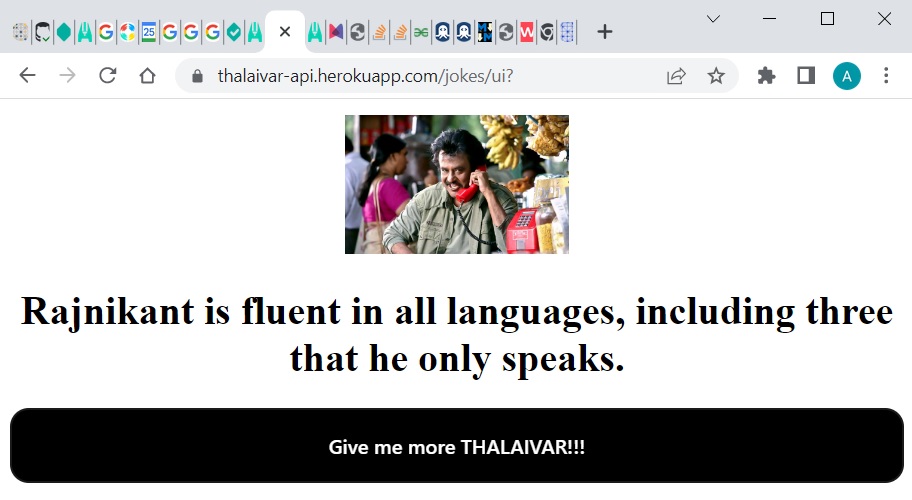 25
thalaivar-api.herokuapp.com/jokes/ui?
A
Rajnikant is fluent in all languages, including three
that he only speaks.
Give me more THALAIVAR!!!